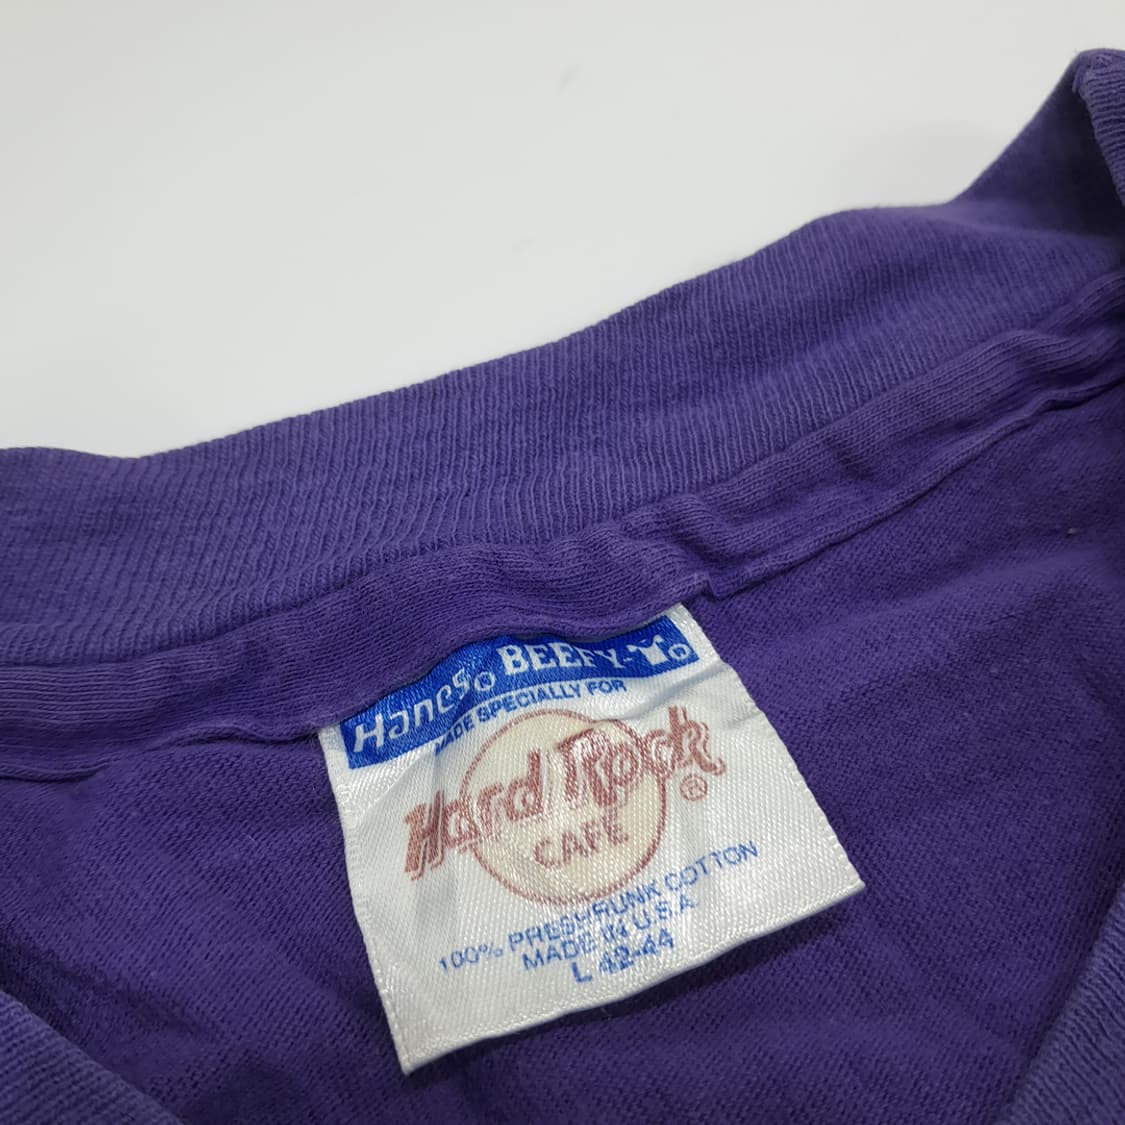 Hanes® BEEFY-T®
MADE SPECIALLY FOR
Hard Rock®
CAFE
100% PRESHRUNK COTTON
MADE IN U.S.A.
L 42-44